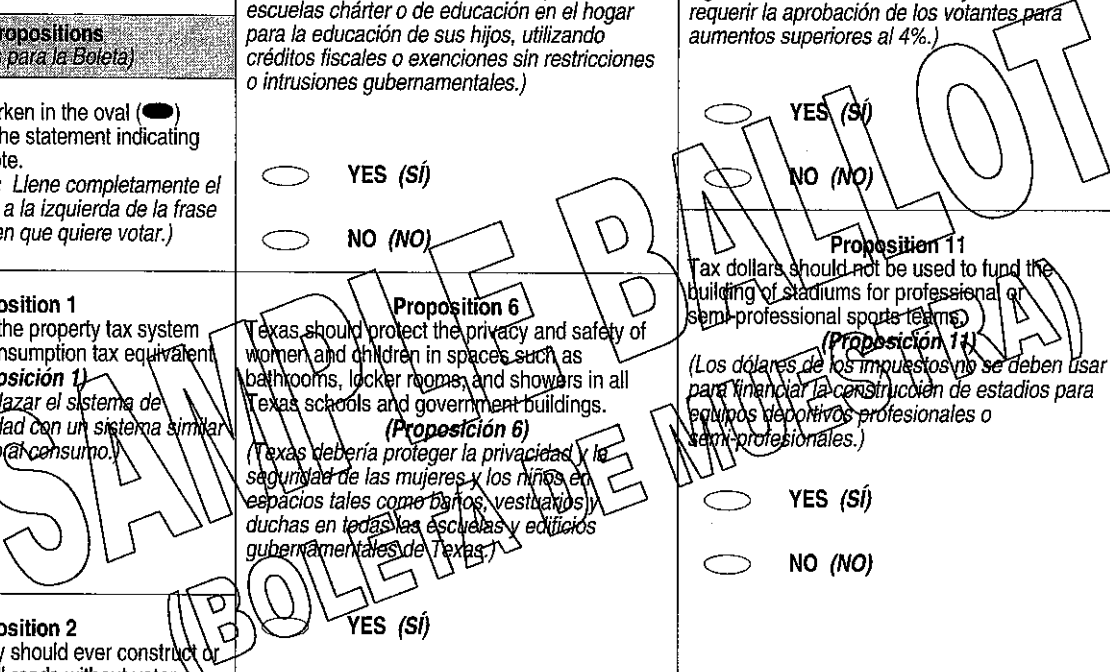 ropositions
para la Boleta)
rken in the oval ( )
he statement indicating
te.
: Llene completamente el
a la izquierda de la frase
en que quiere votar.)
osition 1
the property tax system
nsumption tax equivalent
osición 1)
lazar el sistema de
dad con un sistema similar
al consumo.)
osition 2
y should ever construct or
escuelas chárter o de educación en el hogar
para la educación de sus hijos, utilizando
créditos fiscales o exenciones sin restricciones
o intrusiones gubernamentales.)
YES (SÍ)
NO (NO)
Proposition 6
Texas should protect the privacy and safety of
women and children in spaces such as
bathrooms, locker rooms, and showers in all
Texas schools and government buildings.
(Proposición 6)
(Texas debería proteger la privacidad y la
seguridad de las mujeres y los niños en
espacios tales como baños, vestuarios y
duchas en todas las escuelas y edificios
gubernamentales de Texas.)
YES (SÍ)
requerir la aprobación de los votantes para
aumentos superiores al 4%.)
YES (SÍ)
NO (NO)
Proposition 11
Tax dollars should not be used to fund the
building of stadiums for professional or
semi-professional sports teams.
(Proposición 11)
(Los dólares de los impuestos no se deben usar
para financiar la construcción de estadios para
equipos deportivos profesionales o
semi-profesionales.)
YES (SÍ)
NO (NO)
SAMPLE BALLOT
(BOLETA DE MUESTRA)